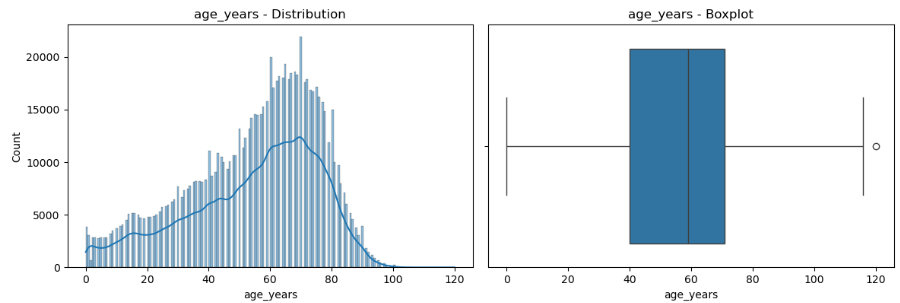 age_years - Distribution
Count
20000
15000
10000
5000
0
0 20 40 60 80 100 120
age_years
age_years - Boxplot
0 20 40 60 80 100 120
age_years